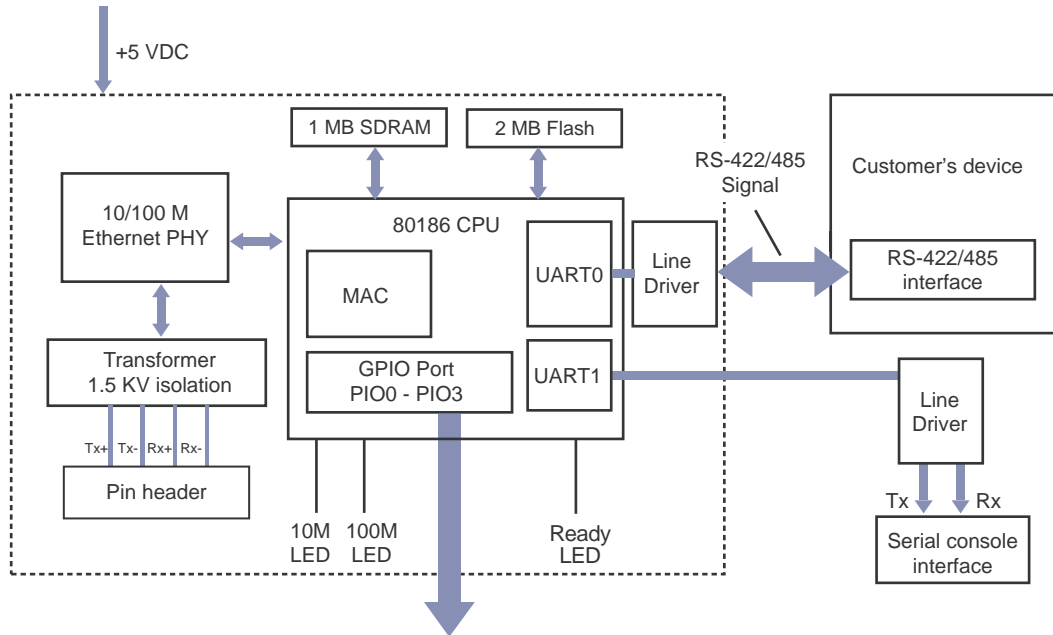 +5 VDC
1 MB SDRAM
2 MB Flash
RS-422/485
Signal
Customer’s device
10/100 M
Ethernet PHY
80186 CPU
MAC
UART0
Line
Driver
RS-422/485
interface
Transformer
1.5 KV isolation
GPIO Port
PIO0 - PIO3
UART1
Line
Driver
Tx+ Tx- Rx+ Rx-
Pin header
10M
LED
100M
LED
Ready
LED
Tx Rx
Serial console
interface